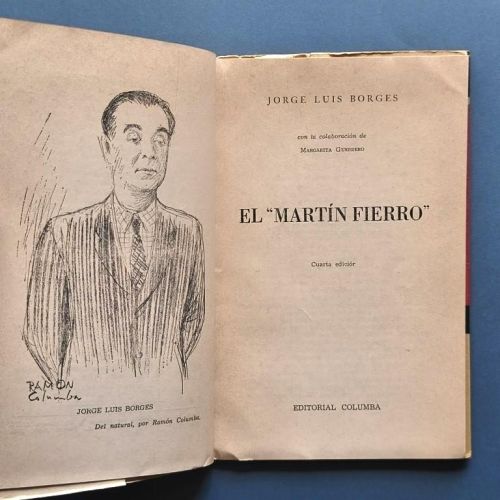 RAMÓN
Columba
JORGE LUIS BORGES
Del natural, por Ramón Columba.
JORGE LUIS BORGES
con la colaboración de
MARGARITA GUERRERO
EL "MARTÍN FIERRO"
Cuarta edición
EDITORIAL COLUMBA